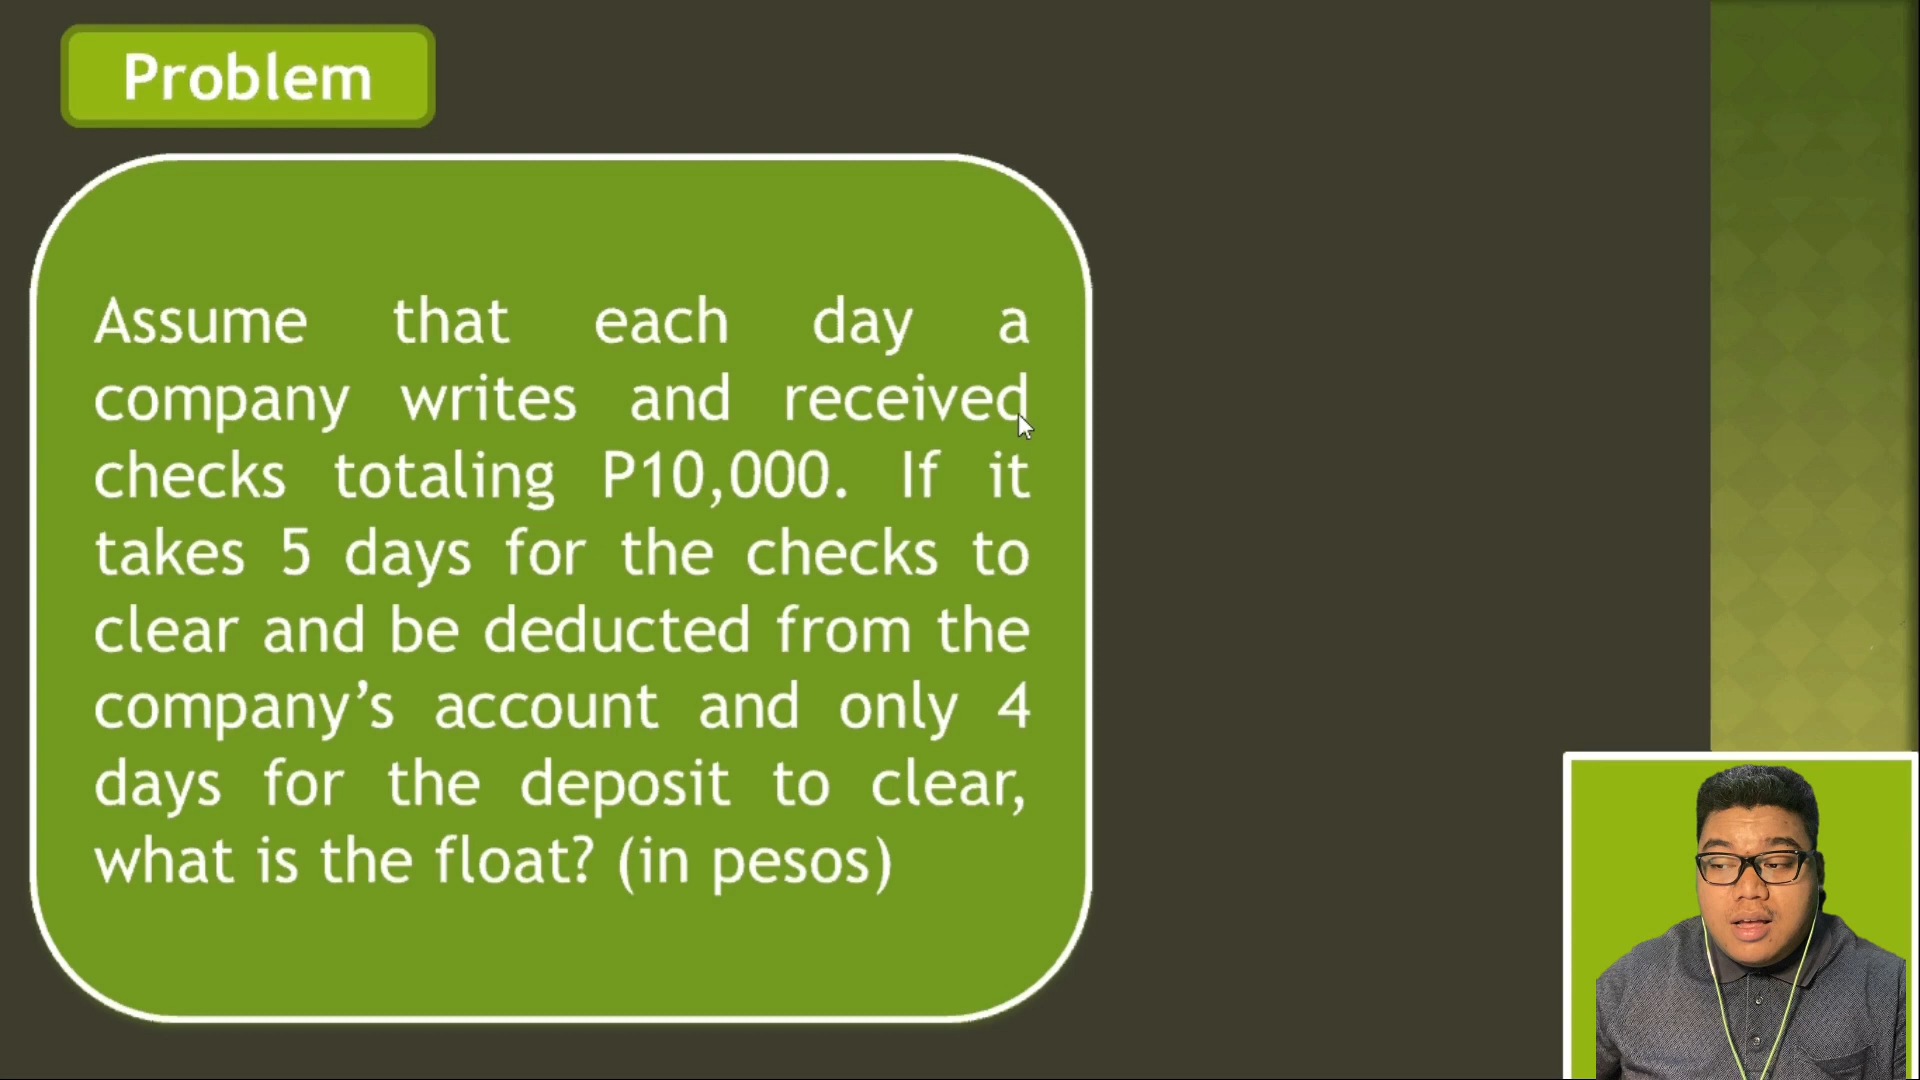 Problem
Assume that each day a
company writes and received
checks totaling P10,000. If it
takes 5 days for the checks to
clear and be deducted from the
company’s account and only 4
days for the deposit to clear,
what is the float? (in pesos)